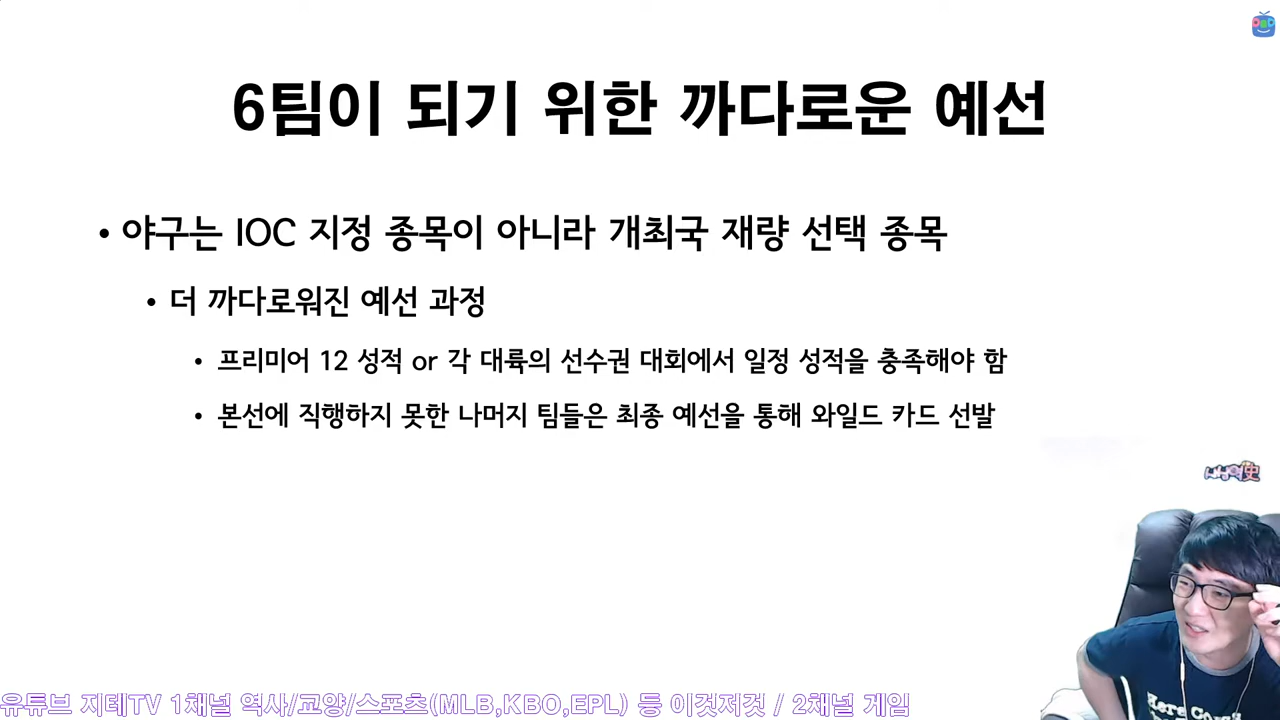 6팀이 되기 위한 까다로운 예선
• 야구는 IOC 지정 종목이 아니라 개최국 재량 선택 종목
• 더 까다로워진 예선 과정
• 프리미어 12 성적 or 각 대륙의 선수권 대회에서 일정 성적을 충족해야 함
• 본선에 직행하지 못한 나머지 팀들은 최종 예선을 통해 와일드 카드 선발
Here
유튜브 지테TV 1채널 역사/교양/스포츠(MLB,KBO,EPL) 등 이것저것 / 2채널 게임